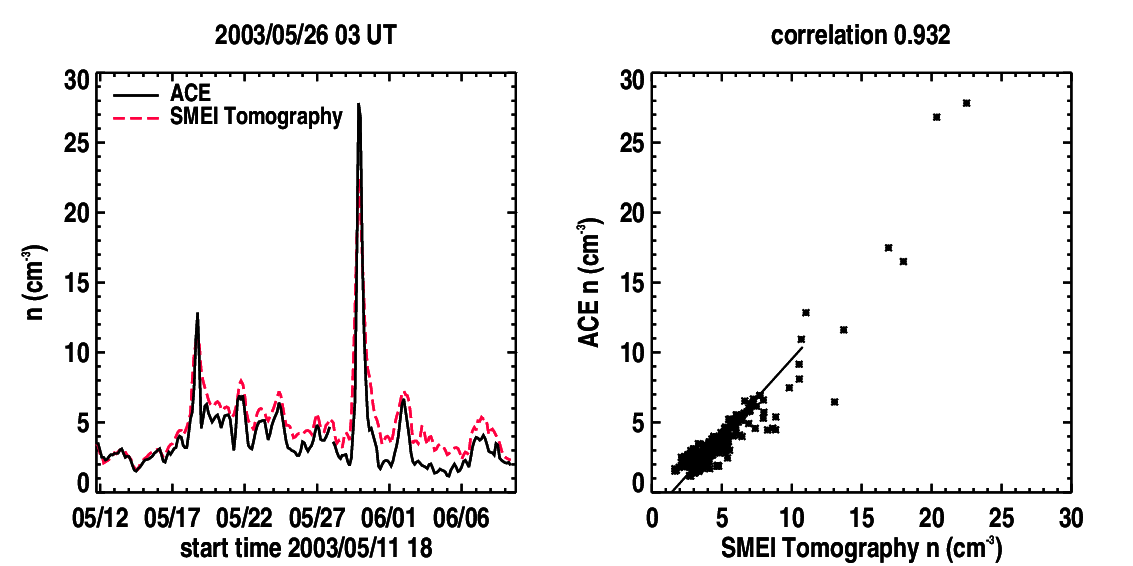 2003/05/26 03 UT
30
25
20
15
10
5
0
n (cm-3)
ACE
SMEI Tomography
05/12 05/17 05/22 05/27 06/01 06/06
start time 2003/05/11 18
correlation 0.932
30
25
20
15
10
5
0
ACE n (cm-3)
0 5 10 15 20 25 30
SMEI Tomography n (cm-3)